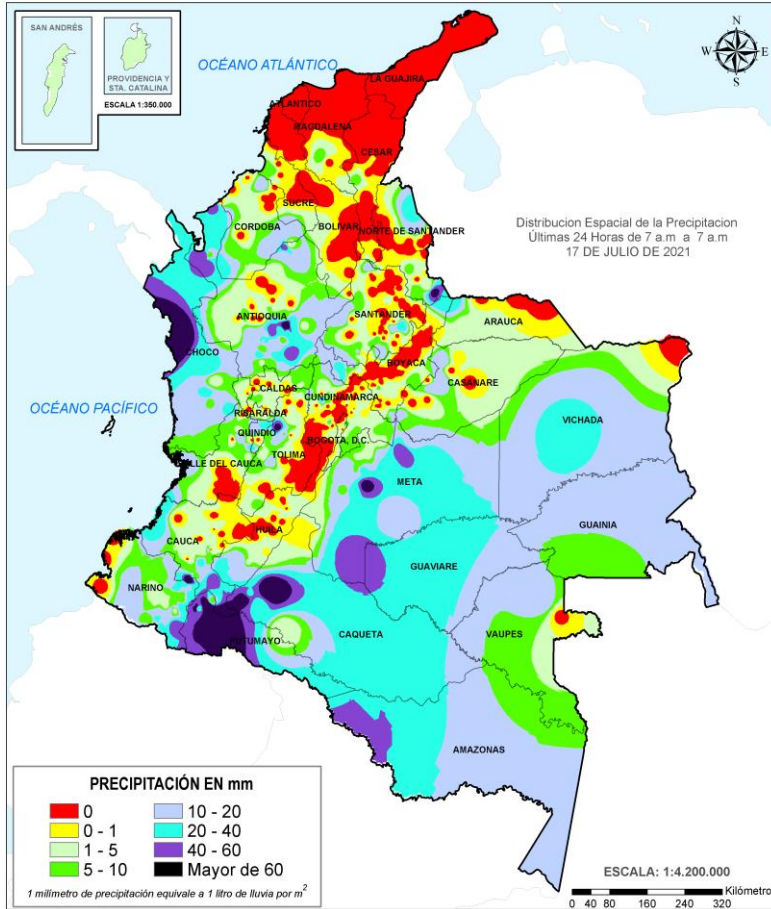 SAN ANDRÉS
PROVIDENCIA Y
STA. CATALINA
ESCALA 1:350.000
OCÉANO ATLÁNTICO
N
W
E
S
LA GUAJIRA
ATLANTICO
MAGDALENA
CESAR
SUCRE
CORDOBA
BOLIVAR
NORTE DE SANTANDER
Distribucion Espacial de la Precipitacion
Últimas 24 Horas de 7 a.m a 7 a.m
17 DE JULIO DE 2021
ANTIOQUIA
SANTANDER
ARAUCA
CHOCO
BOYACA
CASANARE
CALDAS
CUNDINAMARCA
OCÉANO PACÍFICO
RISARALDA
VICHADA
QUINDIO
BOGOTA, D.C.
TOLIMA
VALLE DEL CAUCA
META
GUAINIA
HUILA
CAUCA
GUAVIARE
NARIÑO
PUTUMAYO
CAQUETA
VAUPES
AMAZONAS
PRECIPITACIÓN EN mm
0
10 - 20
0 - 1
20 - 40
1 - 5
40 - 60
5 - 10
Mayor de 60
1 milímetro de precipitación equivale a 1 litro de lluvia por m²
ESCALA: 1:4.200.000
Kilómetro
0 40 80 160 240 320